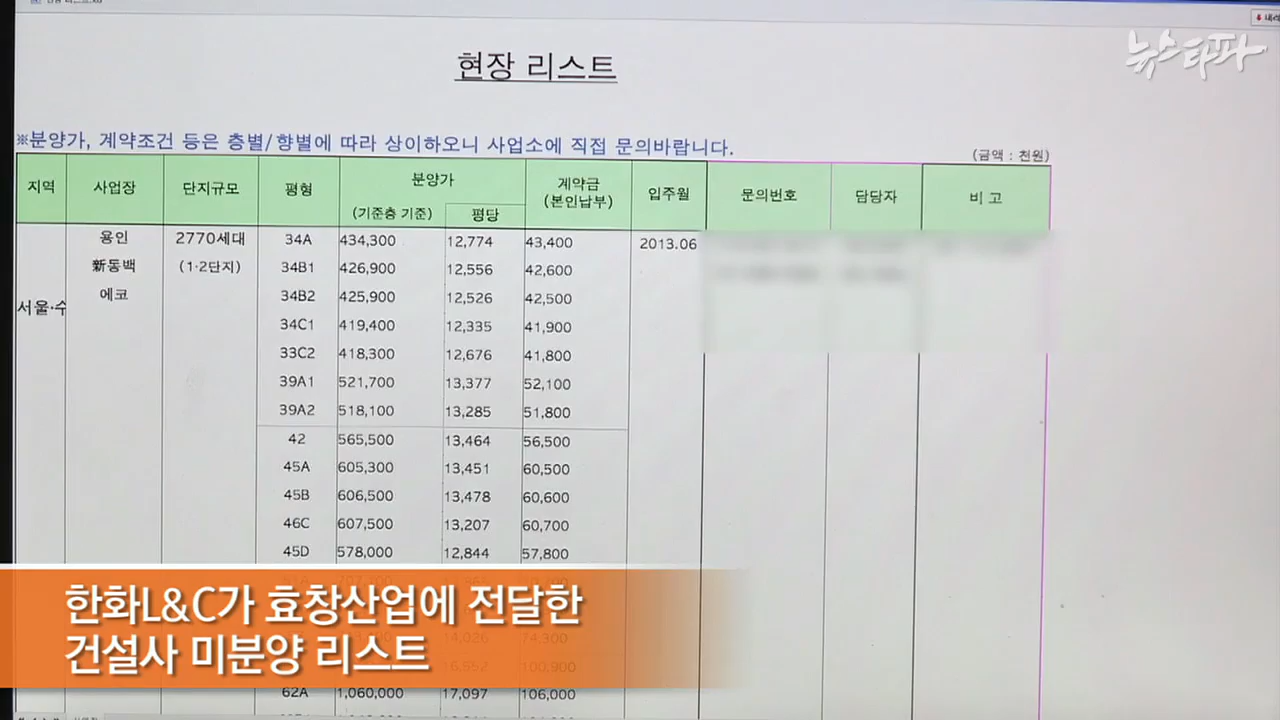 뉴스타파
현장 리스트
※분양가, 계약조건 등은 층별/향별에 따라 상이하오니 사업소에 직접 문의바랍니다.
(금액 : 천원)
지역 사업장 단지규모 평형 분양가 (기준층 기준) 평당 계약금 (본인납부) 입주월 문의번호 담당자 비 고
서울·수
용인 2770세대 34A 434,300 12,774 43,400 2013.06
新동백 (1·2단지) 34B1 426,900 12,556 42,600
에코 34B2 425,900 12,526 42,500
34C1 419,400 12,335 41,900
33C2 418,300 12,676 41,800
39A1 521,700 13,377 52,100
39A2 518,100 13,285 51,800
42 565,500 13,464 56,500
45A 605,300 13,451 60,500
45B 606,500 13,478 60,600
46C 607,500 13,207 60,700
45D 578,000 12,844 57,800
한화L&C가 효창산업에 전달한
건설사 미분양 리스트
14,026 74,300
16,552 100,900
62A 1,060,000 17,097 106,000